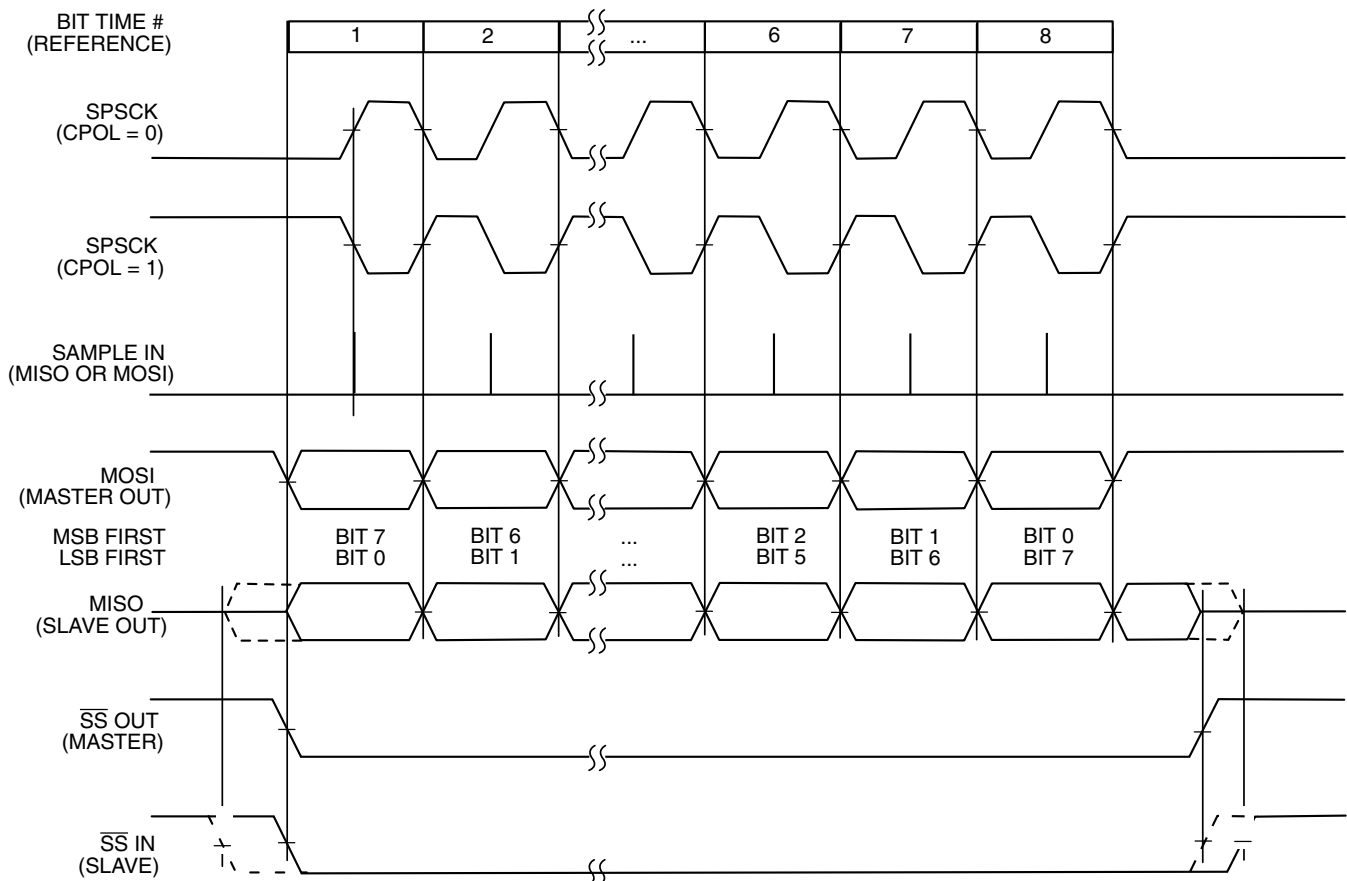 BIT TIME #
(REFERENCE)
1 2 ... 6 7 8
SPSCK
(CPOL = 0)
SPSCK
(CPOL = 1)
SAMPLE IN
(MISO OR MOSI)
MOSI
(MASTER OUT)
MSB FIRST BIT 7 BIT 6 ... BIT 2 BIT 1 BIT 0
LSB FIRST BIT 0 BIT 1 ... BIT 5 BIT 6 BIT 7
MISO
(SLAVE OUT)
S̅S̅ OUT
(MASTER)
S̅S̅ IN
(SLAVE)